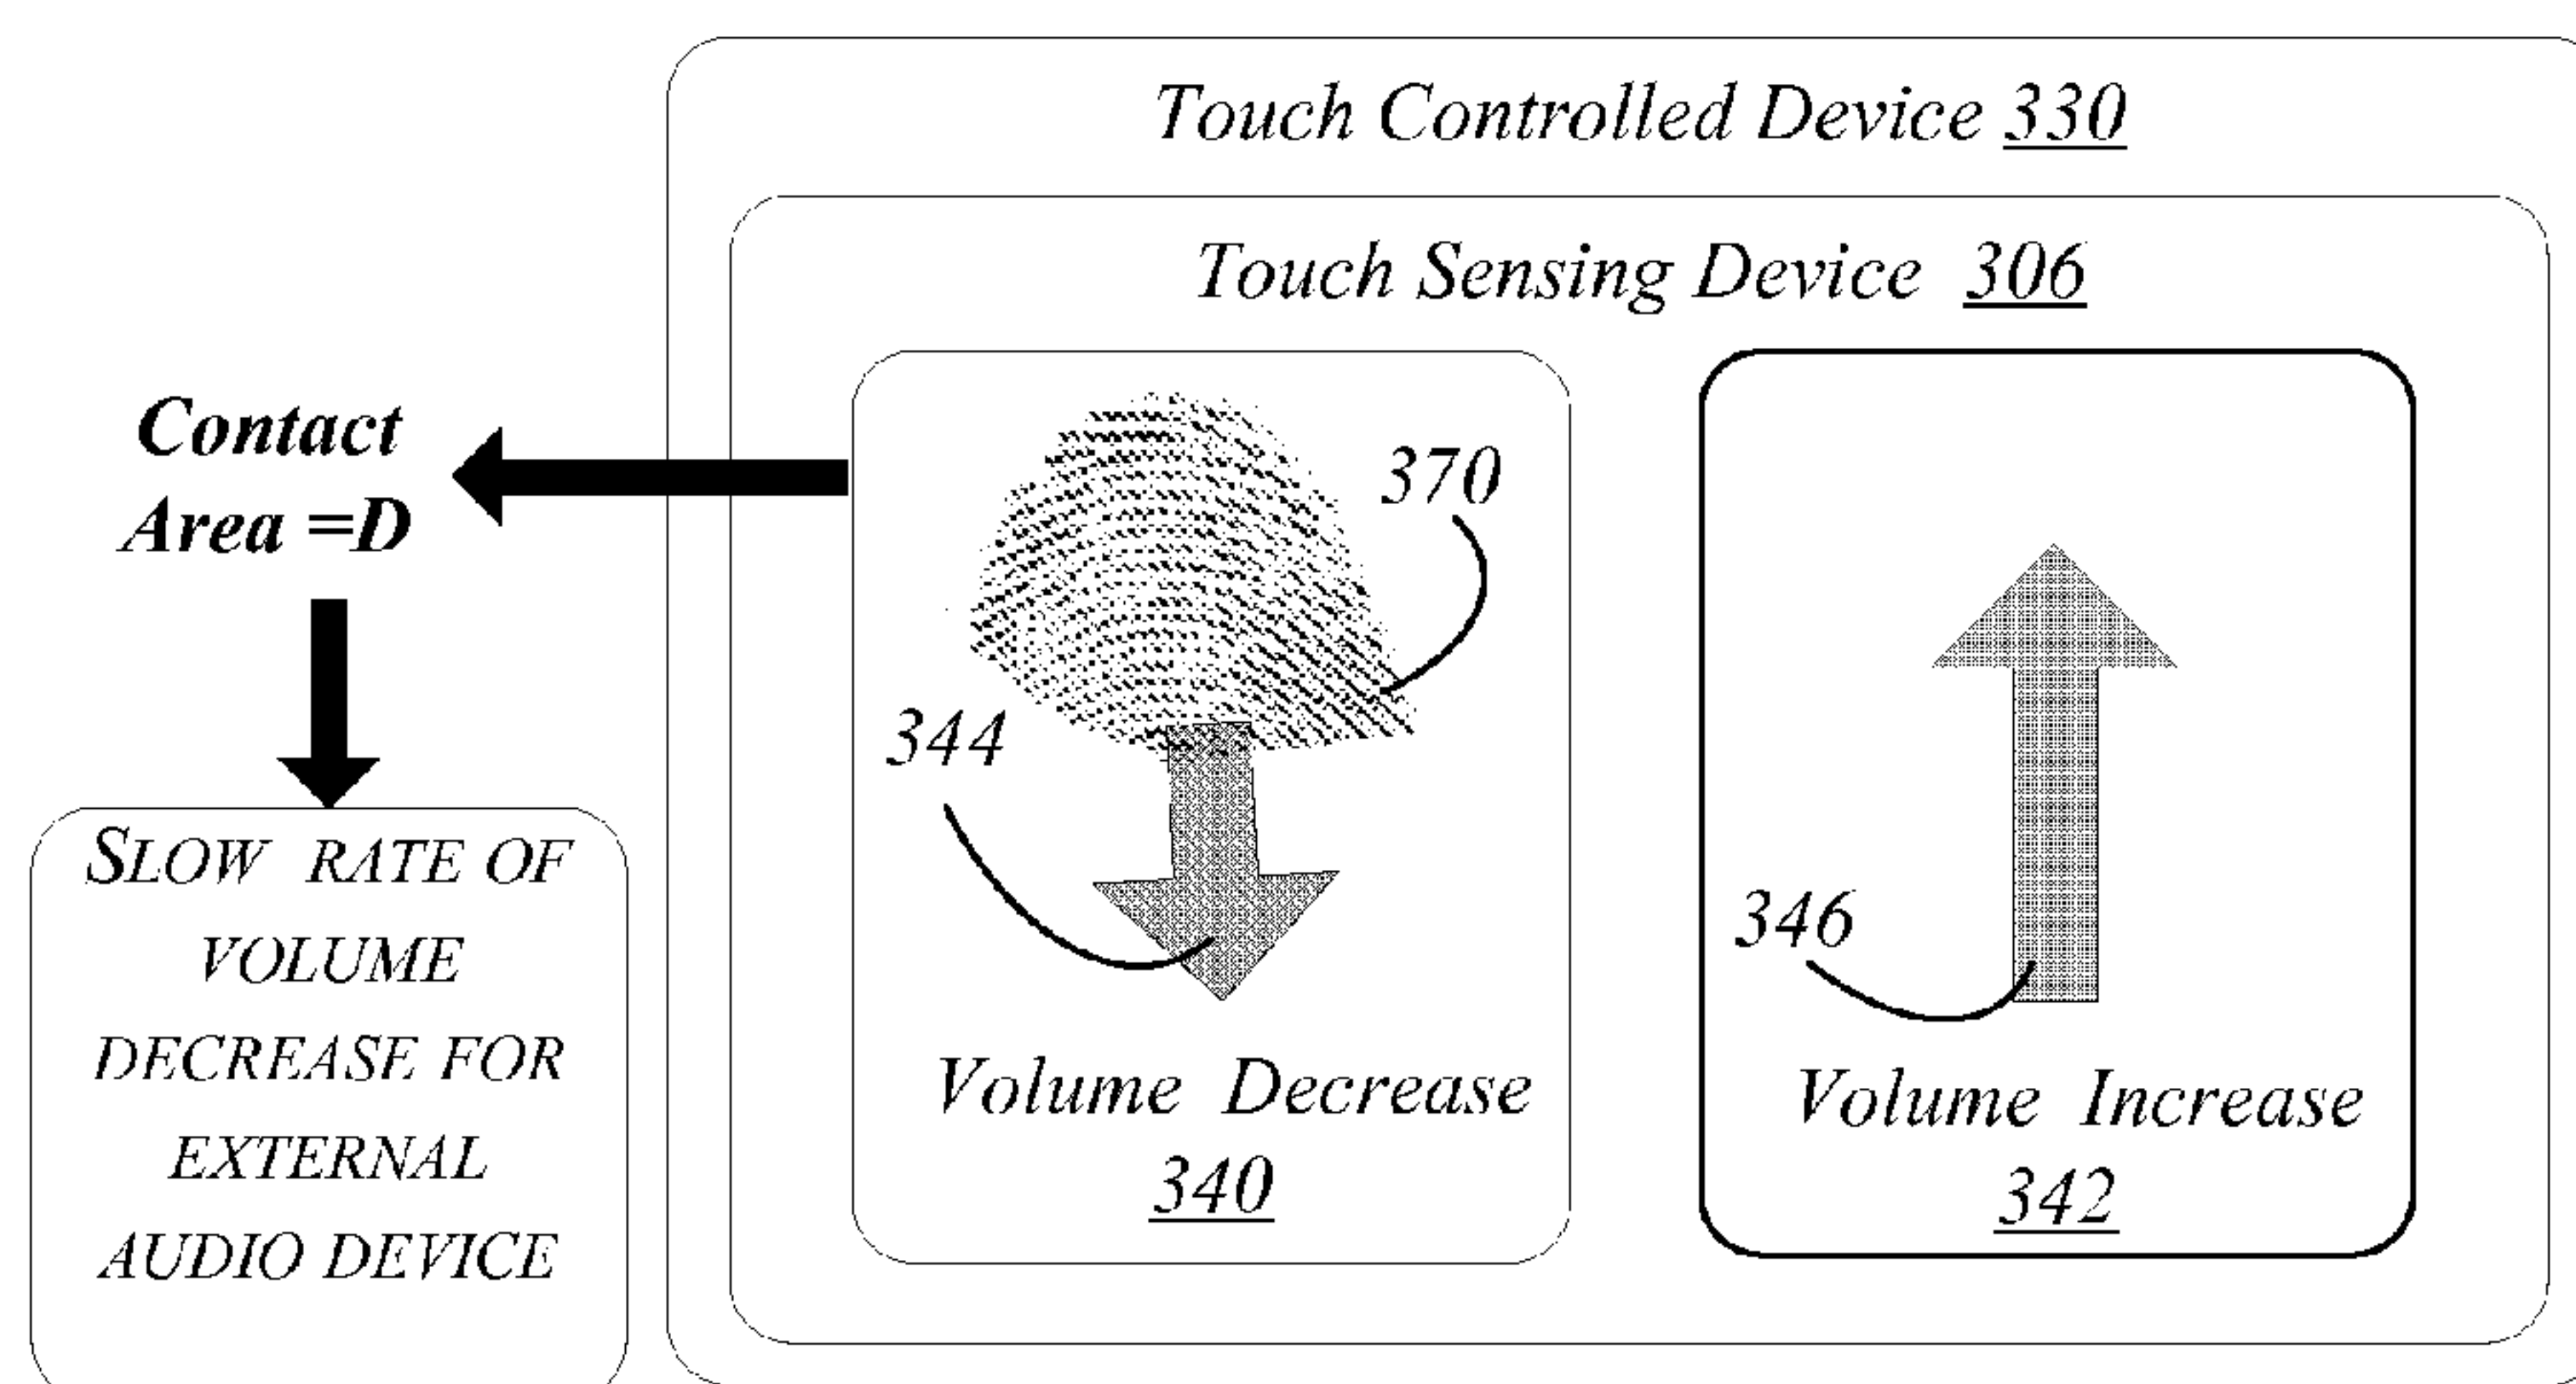 Touch Controlled Device 330
Touch Sensing Device 306
Contact
Area =D
370
344
346
SLOW RATE OF
VOLUME
DECREASE FOR
EXTERNAL
AUDIO DEVICE
Volume Decrease
340
Volume Increase
342